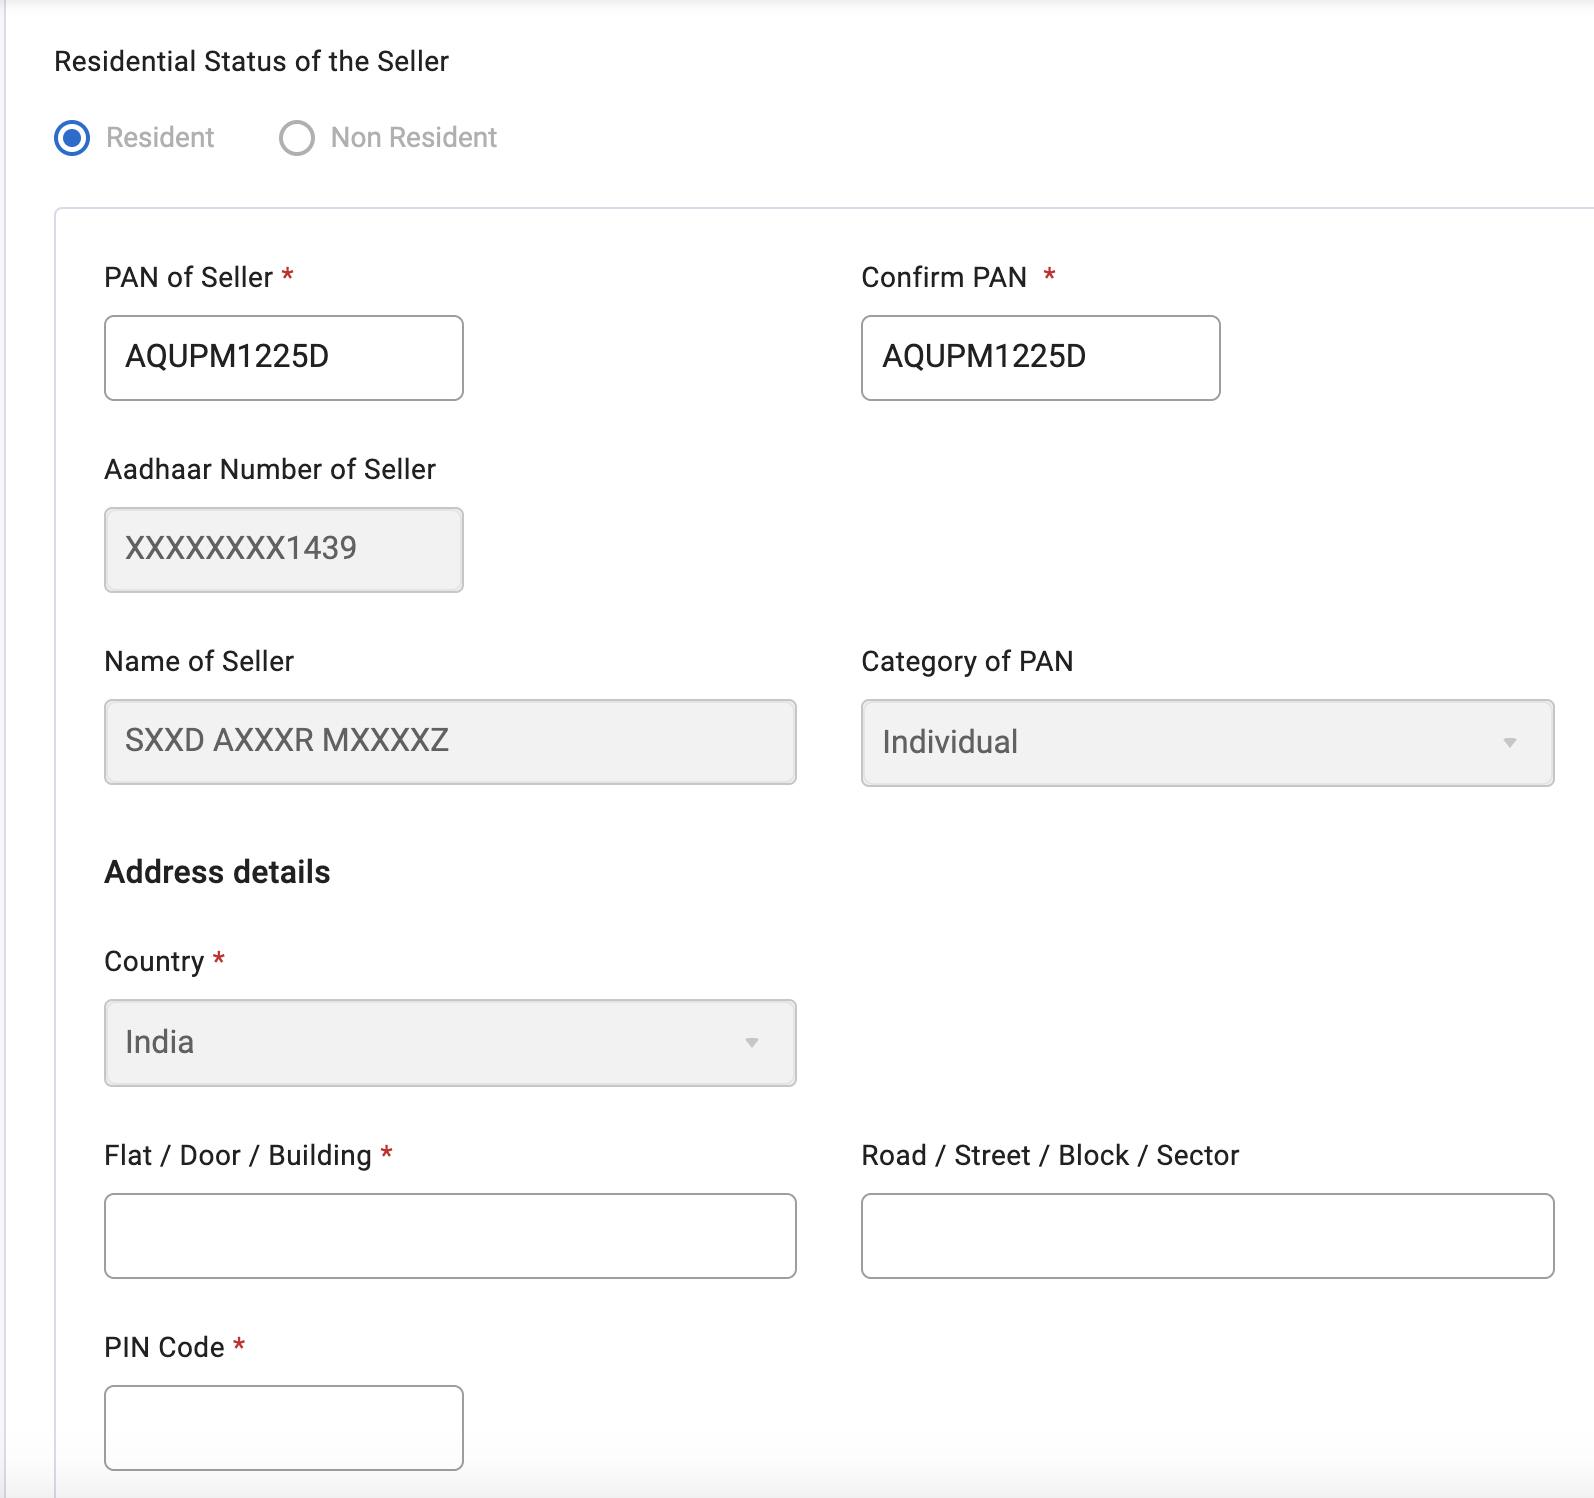 Residential Status of the Seller
Resident Non Resident
PAN of Seller * Confirm PAN *
AQUPM1225D AQUPM1225D
Aadhaar Number of Seller
XXXXXXXX1439
Name of Seller Category of PAN
SXXD AXXXR MXXXXZ Individual
Address details
Country *
India
Flat / Door / Building * Road / Street / Block / Sector
PIN Code *